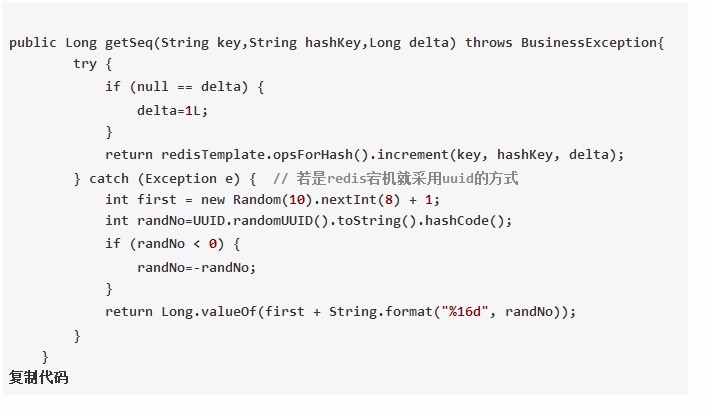 public Long getSeq(String key,String hashKey,Long delta) throws BusinessException{
        try {
            if (null == delta) {
                delta=1L;
            }
            return redisTemplate.opsForHash().increment(key, hashKey, delta);
        } catch (Exception e) {  // 若是redis宕机就采用uuid的方式
            int first = new Random(10).nextInt(8) + 1;
            int randNo=UUID.randomUUID().toString().hashCode();
            if (randNo < 0) {
                randNo=-randNo;
            }
            return Long.valueOf(first + String.format("%16d", randNo));
        }
    }
复制代码